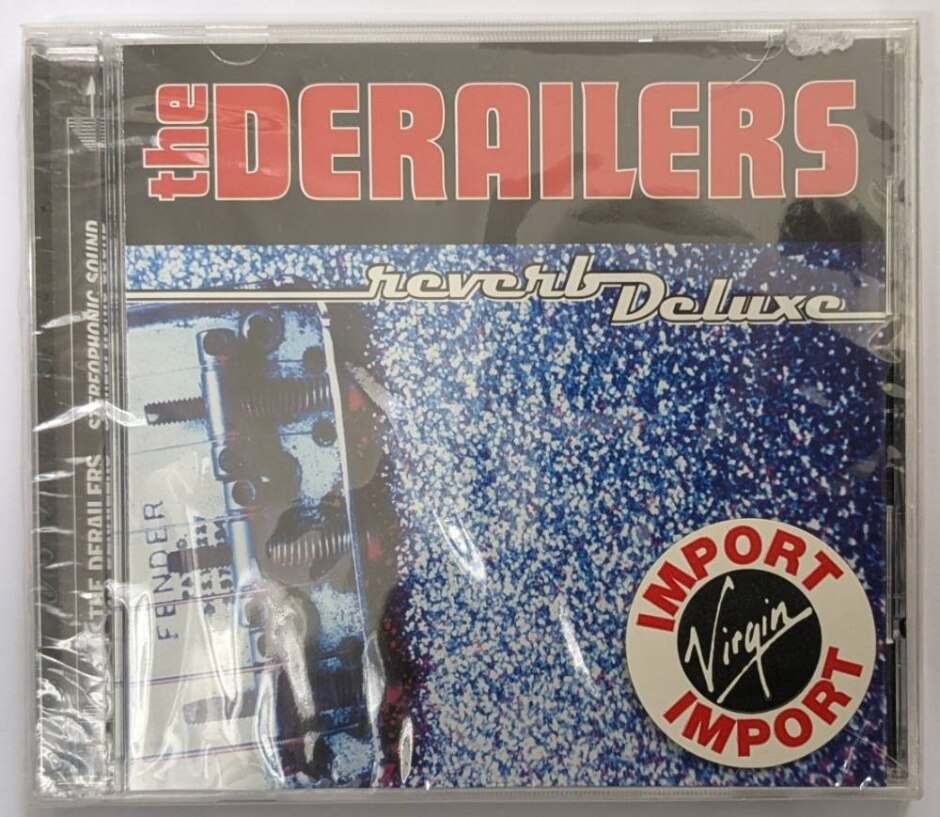 the DERAILERS
reverb Deluxe
FENDER
THE DERAILERS STEREOPHONIC SOUND
IMPORT
Virgin
IMPORT